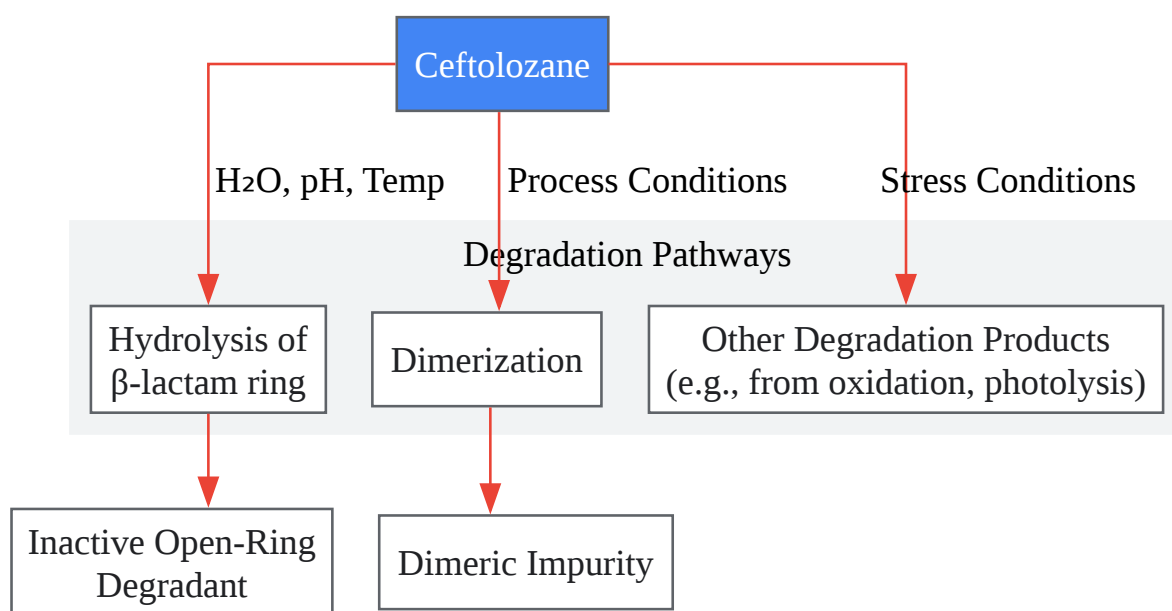 Ceftolozane
H₂O, pH, Temp
Process Conditions
Stress Conditions
Degradation Pathways
Hydrolysis of
β-lactam ring
Dimerization
Other Degradation Products
(e.g., from oxidation, photolysis)
Inactive Open-Ring
Degradant
Dimeric Impurity